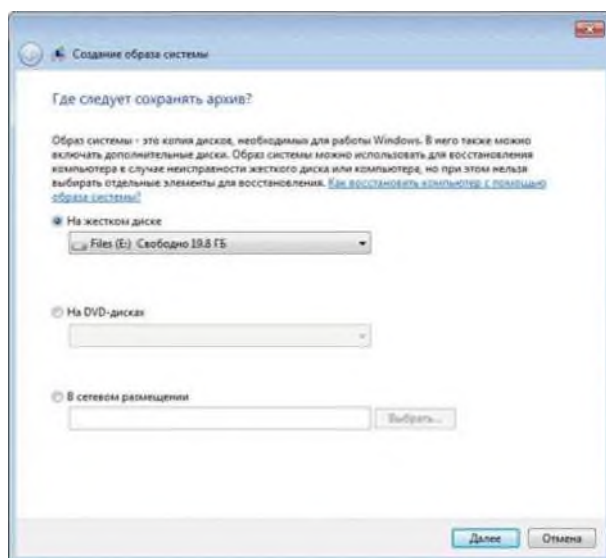 Создание образа системы
Где следует сохранять архив?
Образ системы - это копия дисков, необходимых для работы Windows. В него также можно
включать дополнительные диски. Образ системы можно использовать для восстановления
компьютера в случае неисправности жесткого диска или компьютера, но при этом нельзя
выбирать отдельные элементы для восстановления. Как восстановить компьютер с помощью
образа системы?
На жестком диске
Files (E:) Свободно 19.8 ГБ
На DVD-дисках
В сетевом размещении
Выбрать...
Далее Отмена